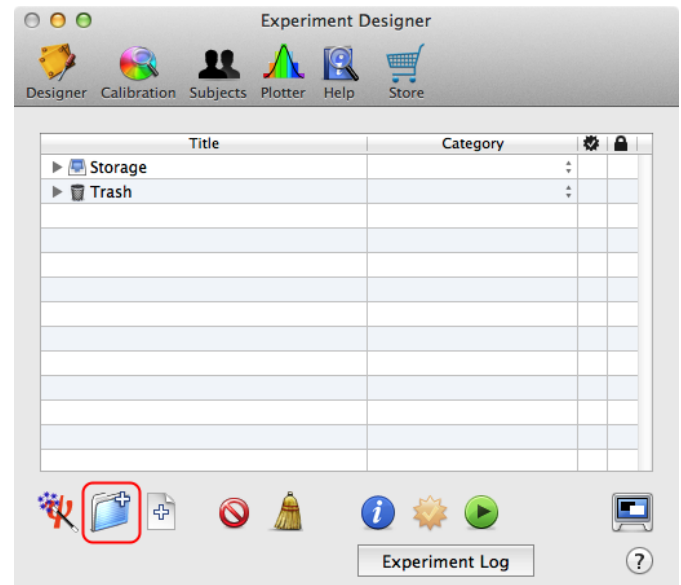 Experiment Designer
Designer Calibration Subjects Plotter Help Store
Title Category
Storage
Trash
Experiment Log ?